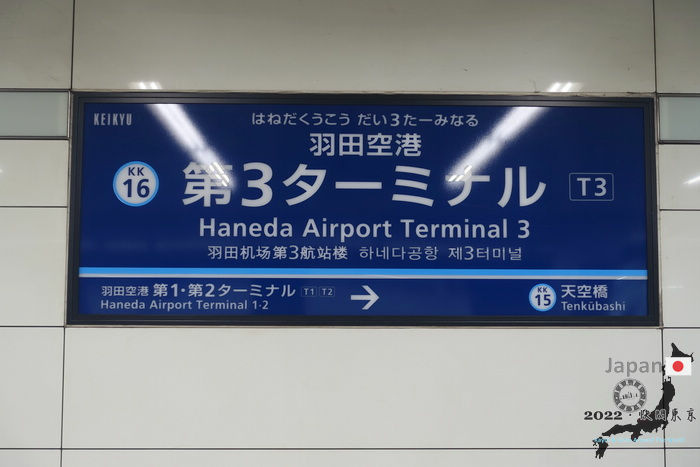 KEIKYU
はねだくうこう だい3たーみなる
羽田空港
KK
16
第3ターミナル
T3
Haneda Airport Terminal 3
羽田机场第3航站楼 하네다공항 제3터미널
羽田空港 第1・第2ターミナル T1 T2
Haneda Airport Terminal 1・2
→
KK
15
天空橋
Tenkūbashi
Japan
2022・吹闊東京